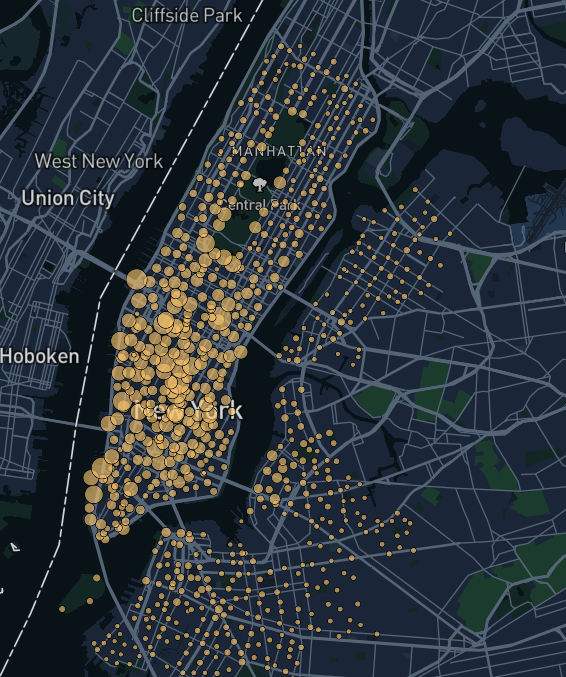 Cliffside Park
MANHATTAN
West New York
Union City
Central Park
Hoboken
New York